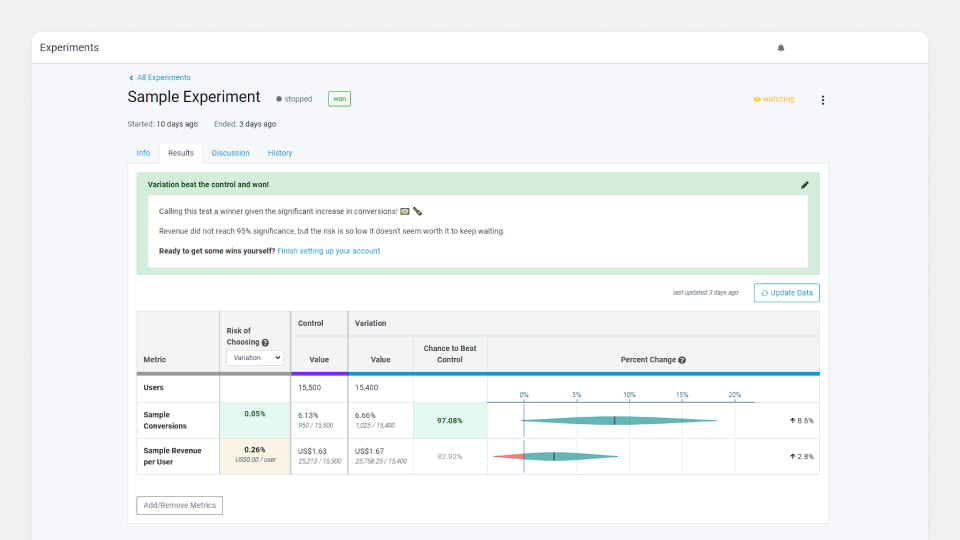 Experiments
All Experiments
Sample Experiment stopped won watching
Started: 10 days ago Ended: 3 days ago
Info Results Discussion History
Variation beat the control and won!
Calling this test a winner given the significant increase in conversions!
Revenue did not reach 95% significance, but the risk is so low it doesn't seem worth it to keep waiting.
Ready to get some wins yourself? Finish setting up your account
last updated 3 days ago Update Data
Control Variation
Risk of
Choosing
Variation
Metric Value Value
Chance to Beat
Control
Percent Change
Users 15,500 15,400
0% 5% 10% 15% 20%
Sample
Conversions
0.05%
6.13%
950 / 15,500
6.66%
1,025 / 15,400
97.08%
8.6%
Sample Revenue
per User
0.26%
US$0.00 / user
US$1.63
25,213 / 15,500
US$1.67
25,758.25 / 15,400
82.92%
2.8%
Add/Remove Metrics